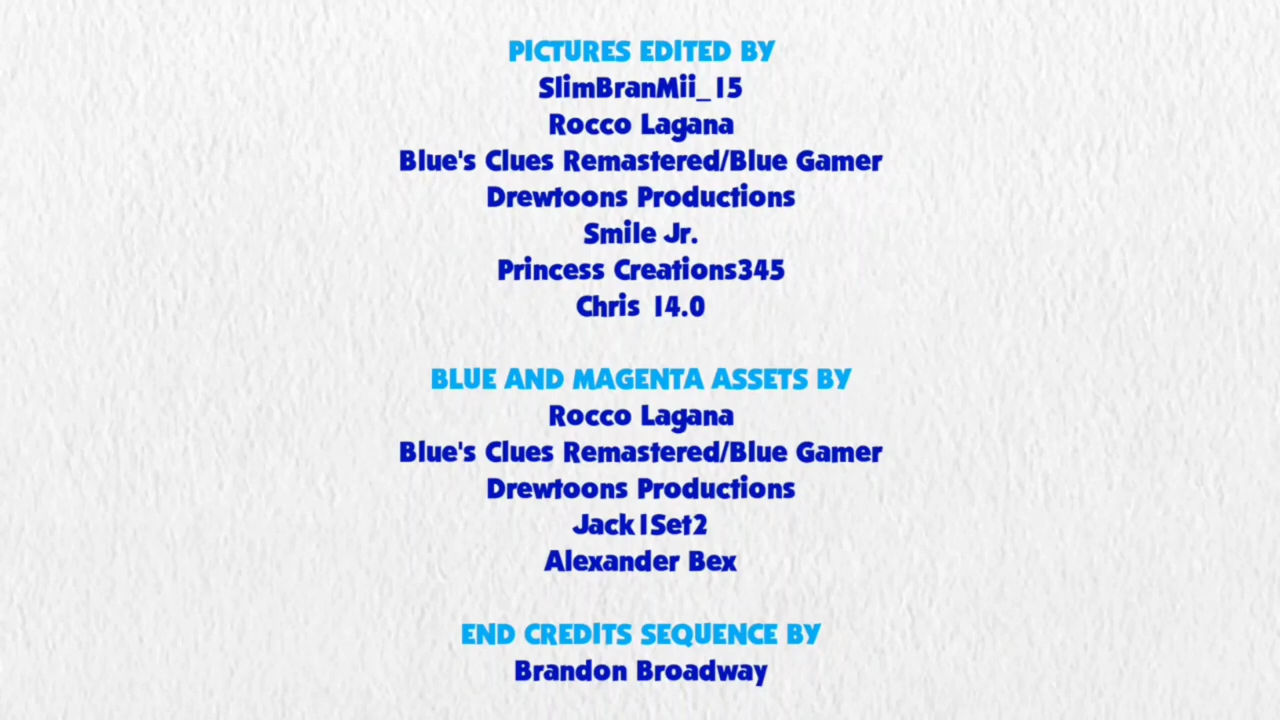 PICTURES EDITED BY
SlimBranMii_15
Rocco Lagana
Blue's Clues Remastered/Blue Gamer
Drewtoons Productions
Smile Jr.
Princess Creations345
Chris 14.0
BLUE AND MAGENTA ASSETS BY
Rocco Lagana
Blue's Clues Remastered/Blue Gamer
Drewtoons Productions
Jack1Set2
Alexander Bex
END CREDITS SEQUENCE BY
Brandon Broadway